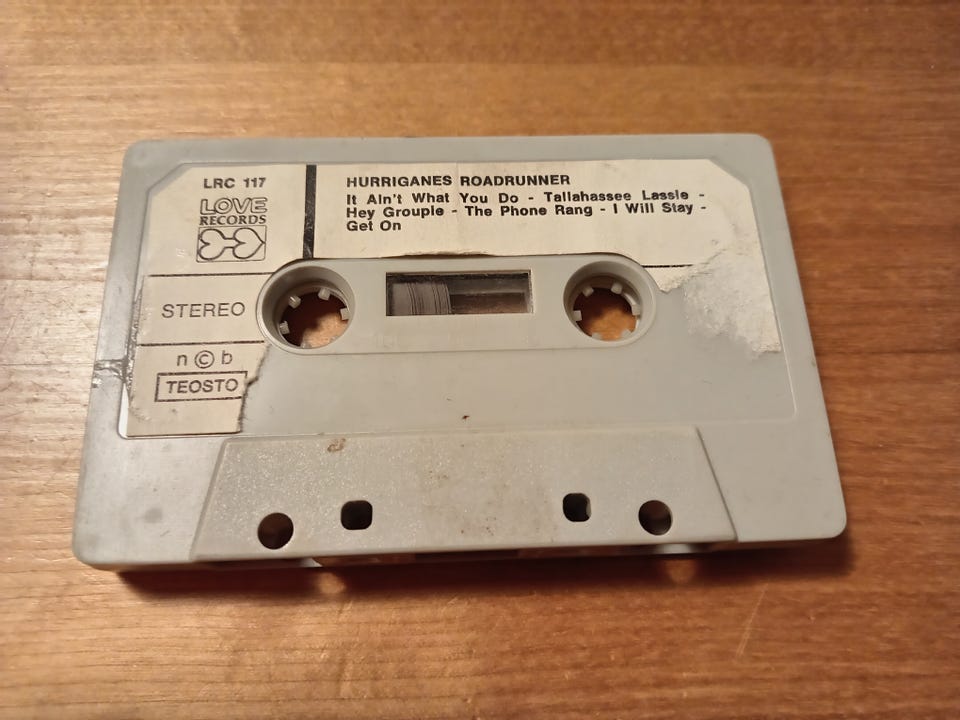 LRC 117
LOVE
RECORDS
STEREO
n © b
TEOSTO
HURRIGANES ROADRUNNER
It Ain't What You Do - Tallahassee Lassie -
Hey Groupie - The Phone Rang - I Will Stay -
Get On